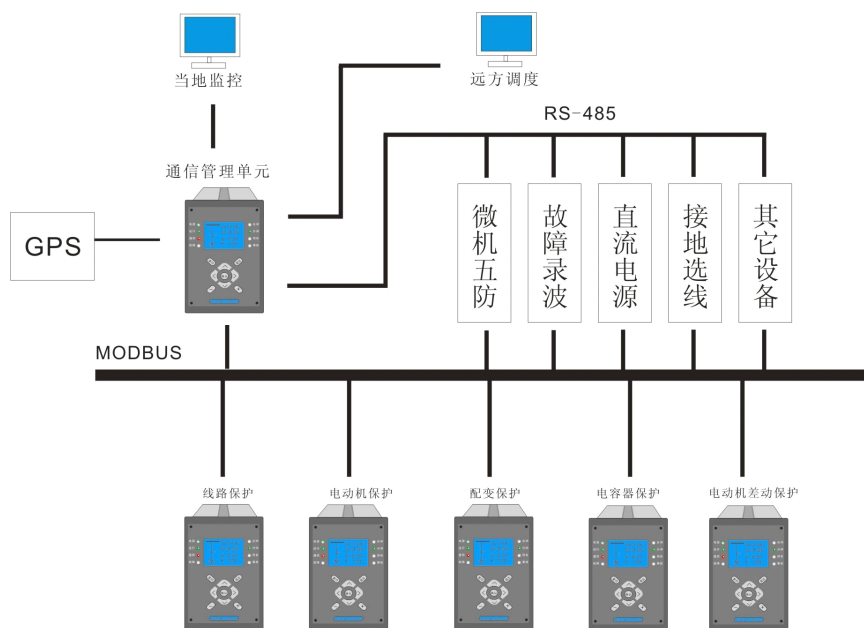 当地监控
远方调度
RS-485
通信管理单元
GPS
微机五防
故障录波
直流电源
接地选线
其它设备
MODBUS
线路保护
电动机保护
配变保护
电容器保护
电动机差动保护